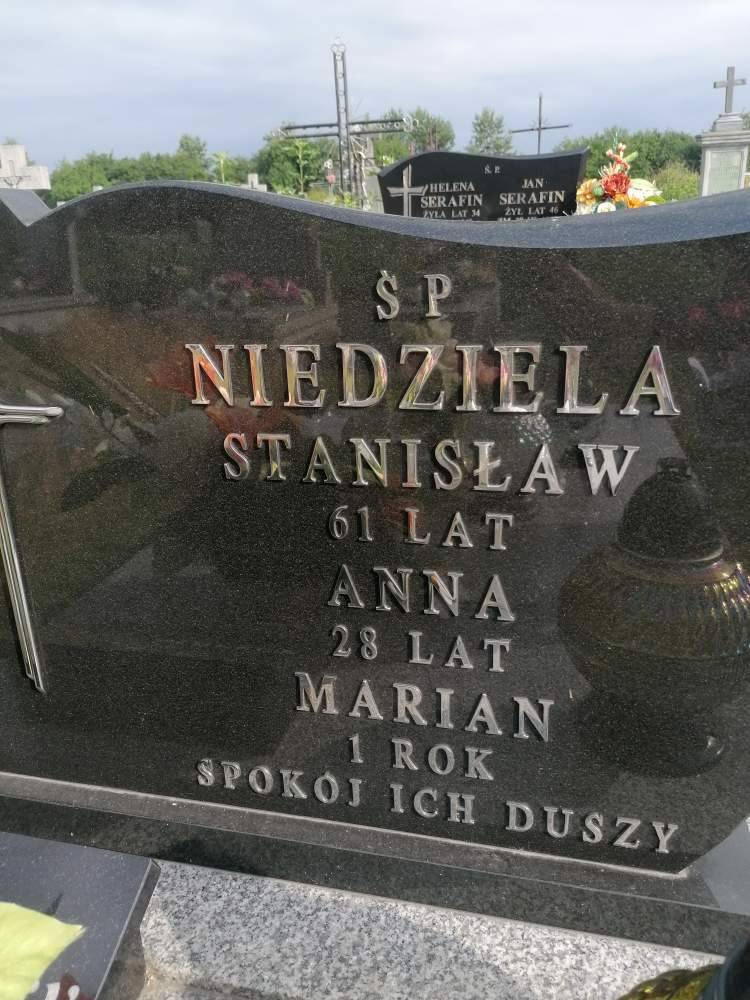 Ś. P.
HELENA
SERAFIN
ŻYŁA LAT 34
JAN
SERAFIN
ŻYŁ LAT 46
Ś P
NIEDZIELA
STANISŁAW
61 LAT
ANNA
28 LAT
MARIAN
1 ROK
SPOKÓJ ICH DUSZY